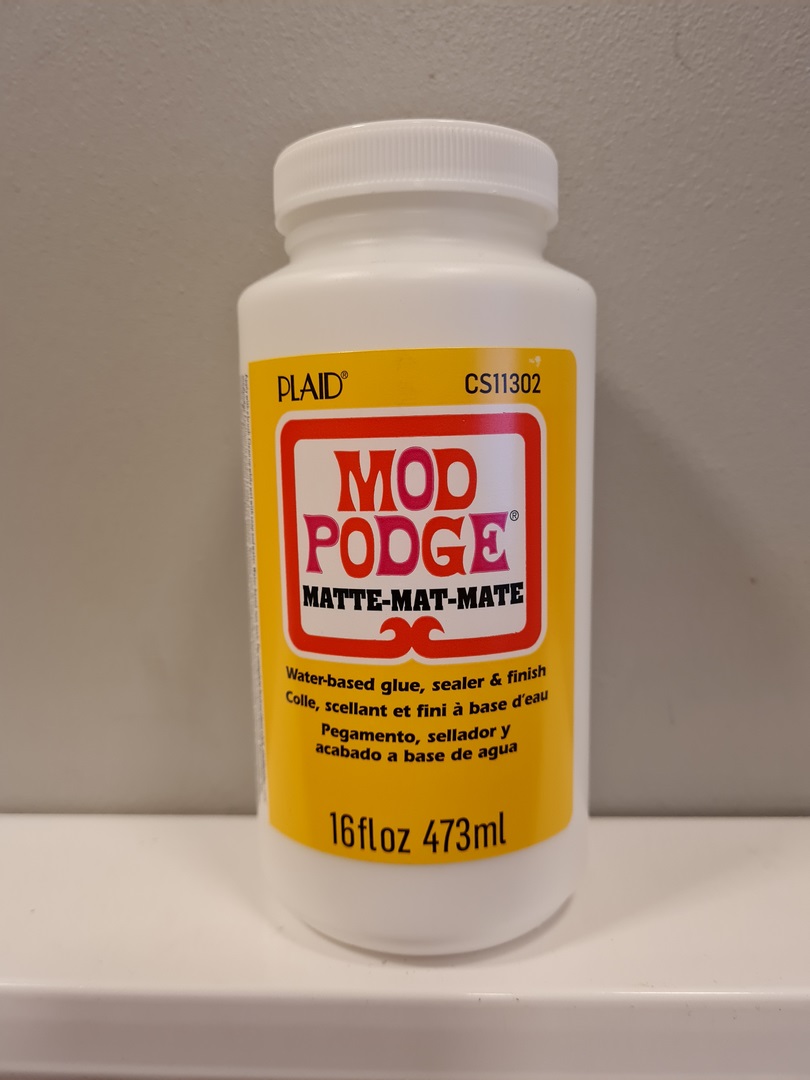 PLAID® CS11302
MOD
PODGE®
MATTE-MAT-MATE
Water-based glue, sealer & finish
Colle, scellant et fini à base d'eau
Pegamento, sellador y
acabado a base de agua
16fl oz 473ml